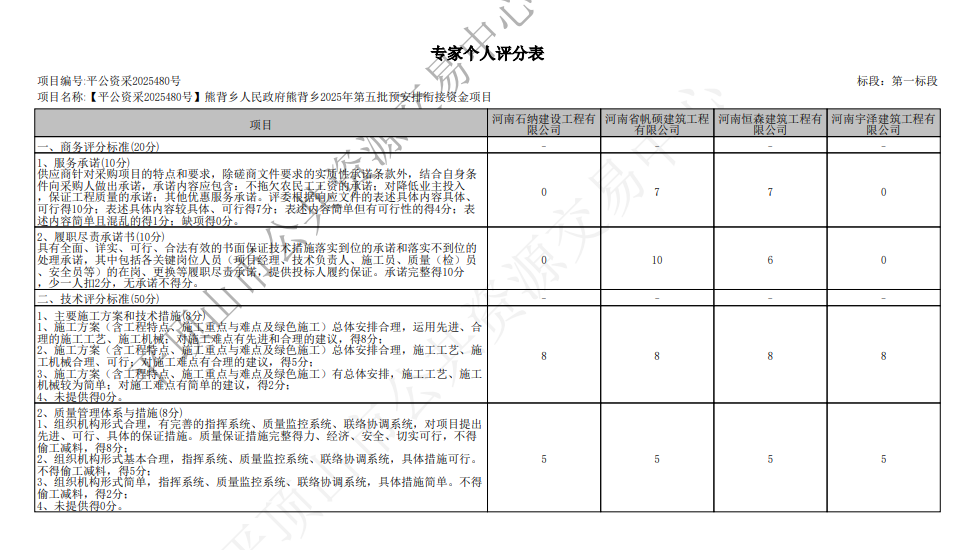 专家个人评分表
项目编号:平公资采2025480号
标段: 第一标段
项目名称:【平公资采2025480号】熊背乡人民政府熊背乡2025年第五批预安排衔接资金项目
项目
河南石纳建设工程有限公司
河南省帆硕建筑工程有限公司
河南恒森建筑工程有限公司
河南宇泽建筑工程有限公司
一、商务评分标准(20分)
- - - -
1、服务承诺(10分)
供应商针对采购项目的特点和要求，除磋商文件要求的实质性承诺条款外，结合自身条
件向采购人做出承诺，承诺内容应包含：不拖欠农民工工资的承诺；对降低业主投入
，保证工程质量的承诺；其他优惠服务承诺。评委根据响应文件的表述具体内容具体、
可行得10分；表述具体内容较具体、可行得7分；表述内容简单但有可行性的得4分；表
述内容简单且混乱的得1分；缺项得0分。
0 7 7 0
2、履职尽责承诺书(10分)
具有全面、详实、可行、合法有效的书面保证技术措施落实到位的承诺和落实不到位的
处理承诺，其中包括各关键岗位人员（项目经理、技术负责人、施工员、质量（检）员
、安全员等）的在岗、更换等履职尽责承诺，提供投标人履约保证。承诺完整得10分
，少一人扣2分，无承诺不得分。
0 10 6 0
二、技术评分标准(50分)
- - - -
1、主要施工方案和技术措施(8分)
1、施工方案（含工程特点、施工重点与难点及绿色施工）总体安排合理，运用先进、合
理的施工工艺、施工机械；对施工难点有先进和合理的建议，得8分；
2、施工方案（含工程特点、施工重点与难点及绿色施工）总体安排合理，施工工艺、施
工机械合理、可行；对施工难点有合理的建议，得5分；
3、施工方案（含工程特点、施工重点与难点及绿色施工）有总体安排，施工工艺、施工
机械较为简单；对施工难点有简单的建议，得2分；
4、未提供得0分。
8 8 8 8
2、质量管理体系与措施(8分)
1、组织机构形式合理，有完善的指挥系统、质量监控系统、联络协调系统，对项目提出
先进、可行、具体的保证措施。质量保证措施完整得力、经济、安全、切实可行，不得
偷工减料，得8分；
2、组织机构形式基本合理，指挥系统、质量监控系统、联络协调系统，具体措施可行。
不得偷工减料，得5分；
3、组织机构形式简单，指挥系统、质量监控系统、联络协调系统，具体措施简单。不得
偷工减料，得2分；
4、未提供得0分。
5 5 5 5
平顶山市公共资源交易中心
平顶山市公共资源交易中心